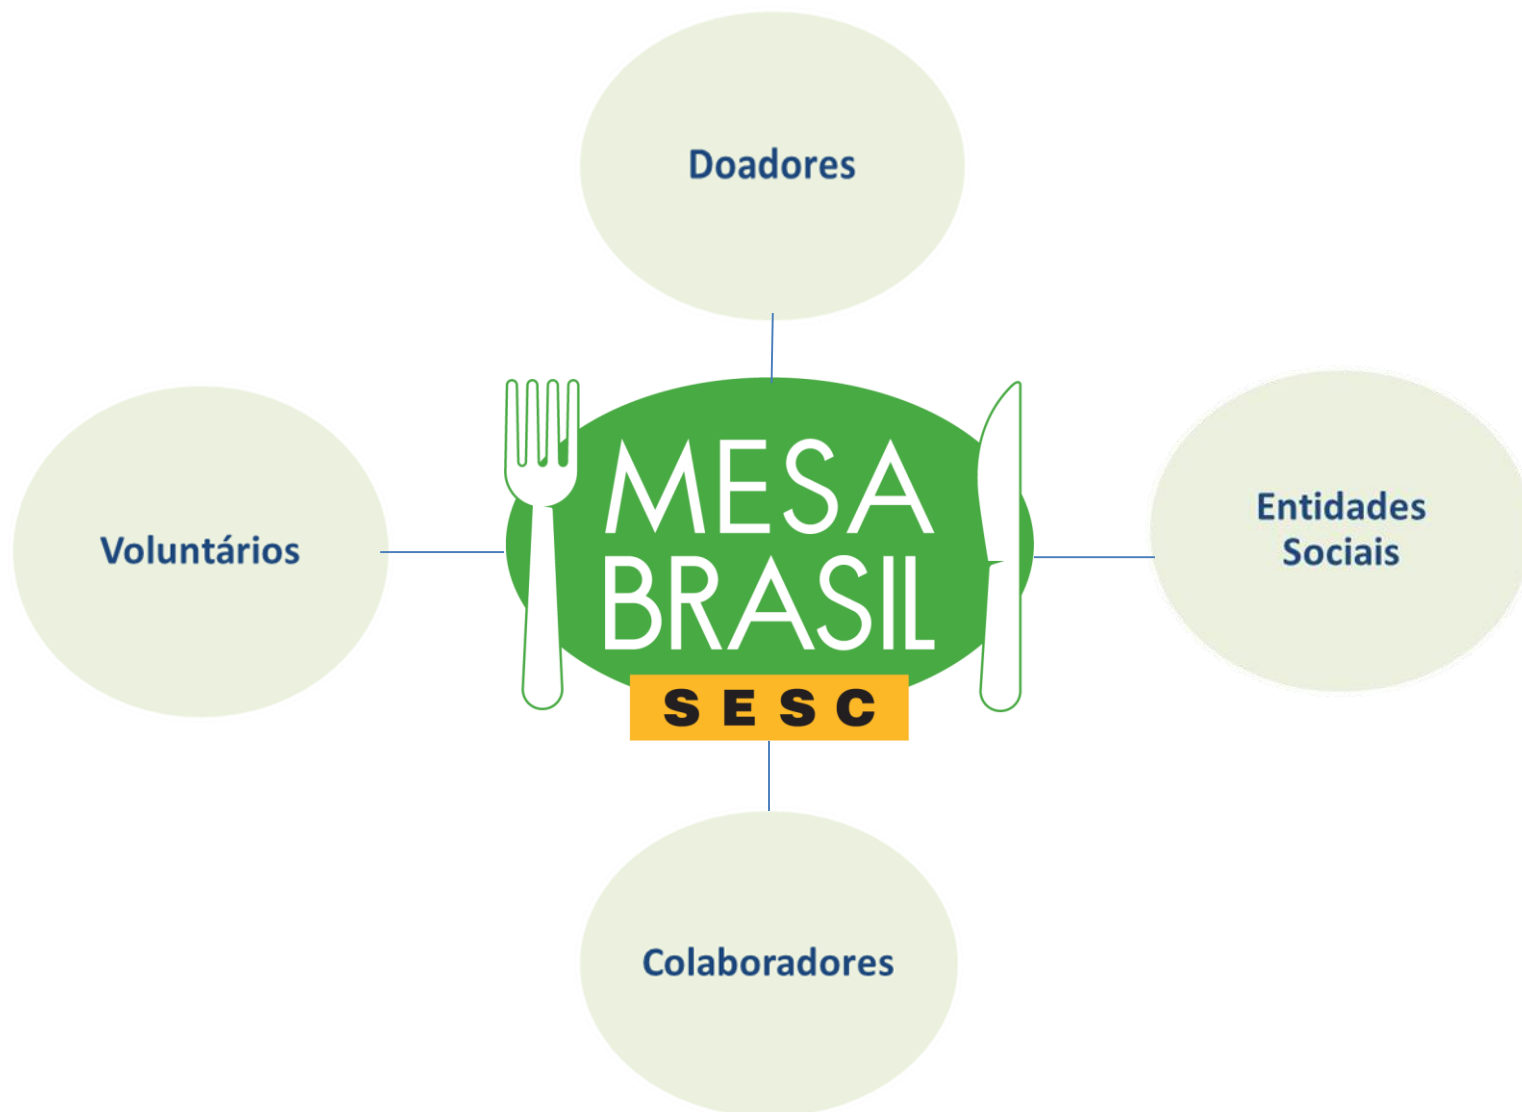 Doadores
Voluntários
MESA
BRASIL
SESC
Entidades
Sociais
Colaboradores